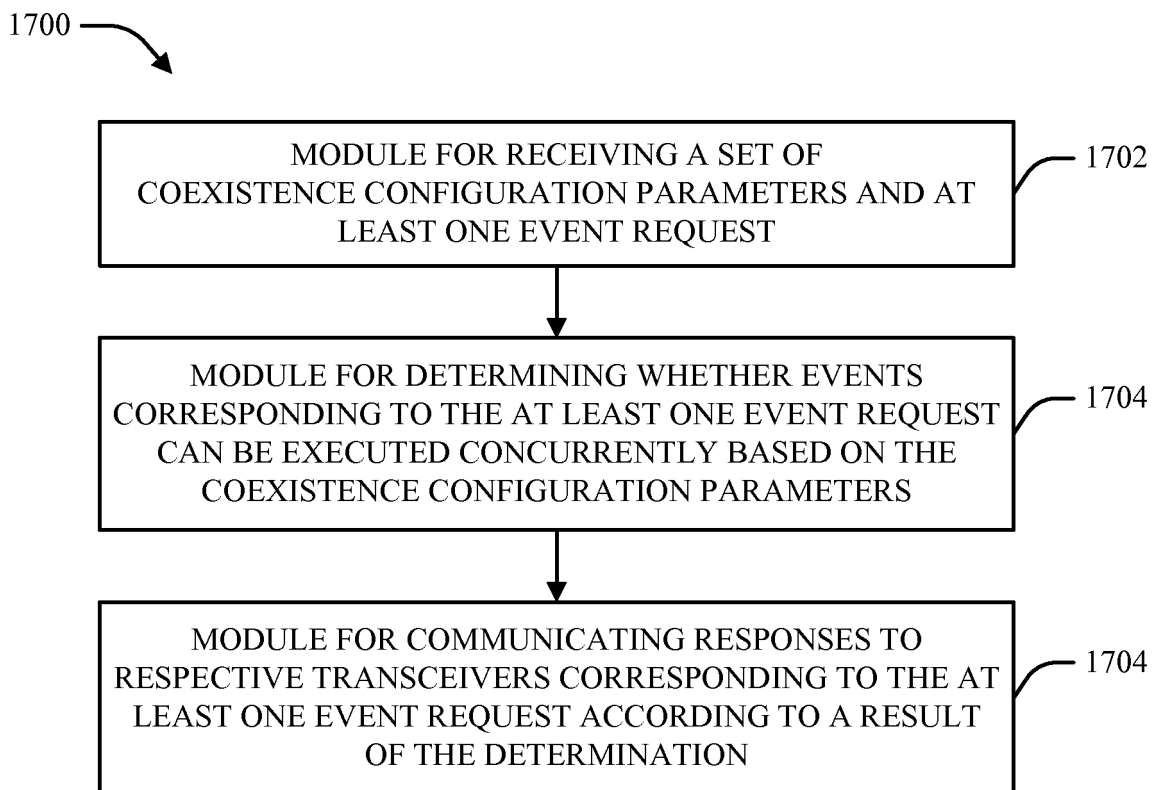 1700
MODULE FOR RECEIVING A SET OF
COEXISTENCE CONFIGURATION PARAMETERS AND AT
LEAST ONE EVENT REQUEST
1702
MODULE FOR DETERMINING WHETHER EVENTS
CORRESPONDING TO THE AT LEAST ONE EVENT REQUEST
CAN BE EXECUTED CONCURRENTLY BASED ON THE
COEXISTENCE CONFIGURATION PARAMETERS
1704
MODULE FOR COMMUNICATING RESPONSES TO
RESPECTIVE TRANSCEIVERS CORRESPONDING TO THE AT
LEAST ONE EVENT REQUEST ACCORDING TO A RESULT
OF THE DETERMINATION
1704